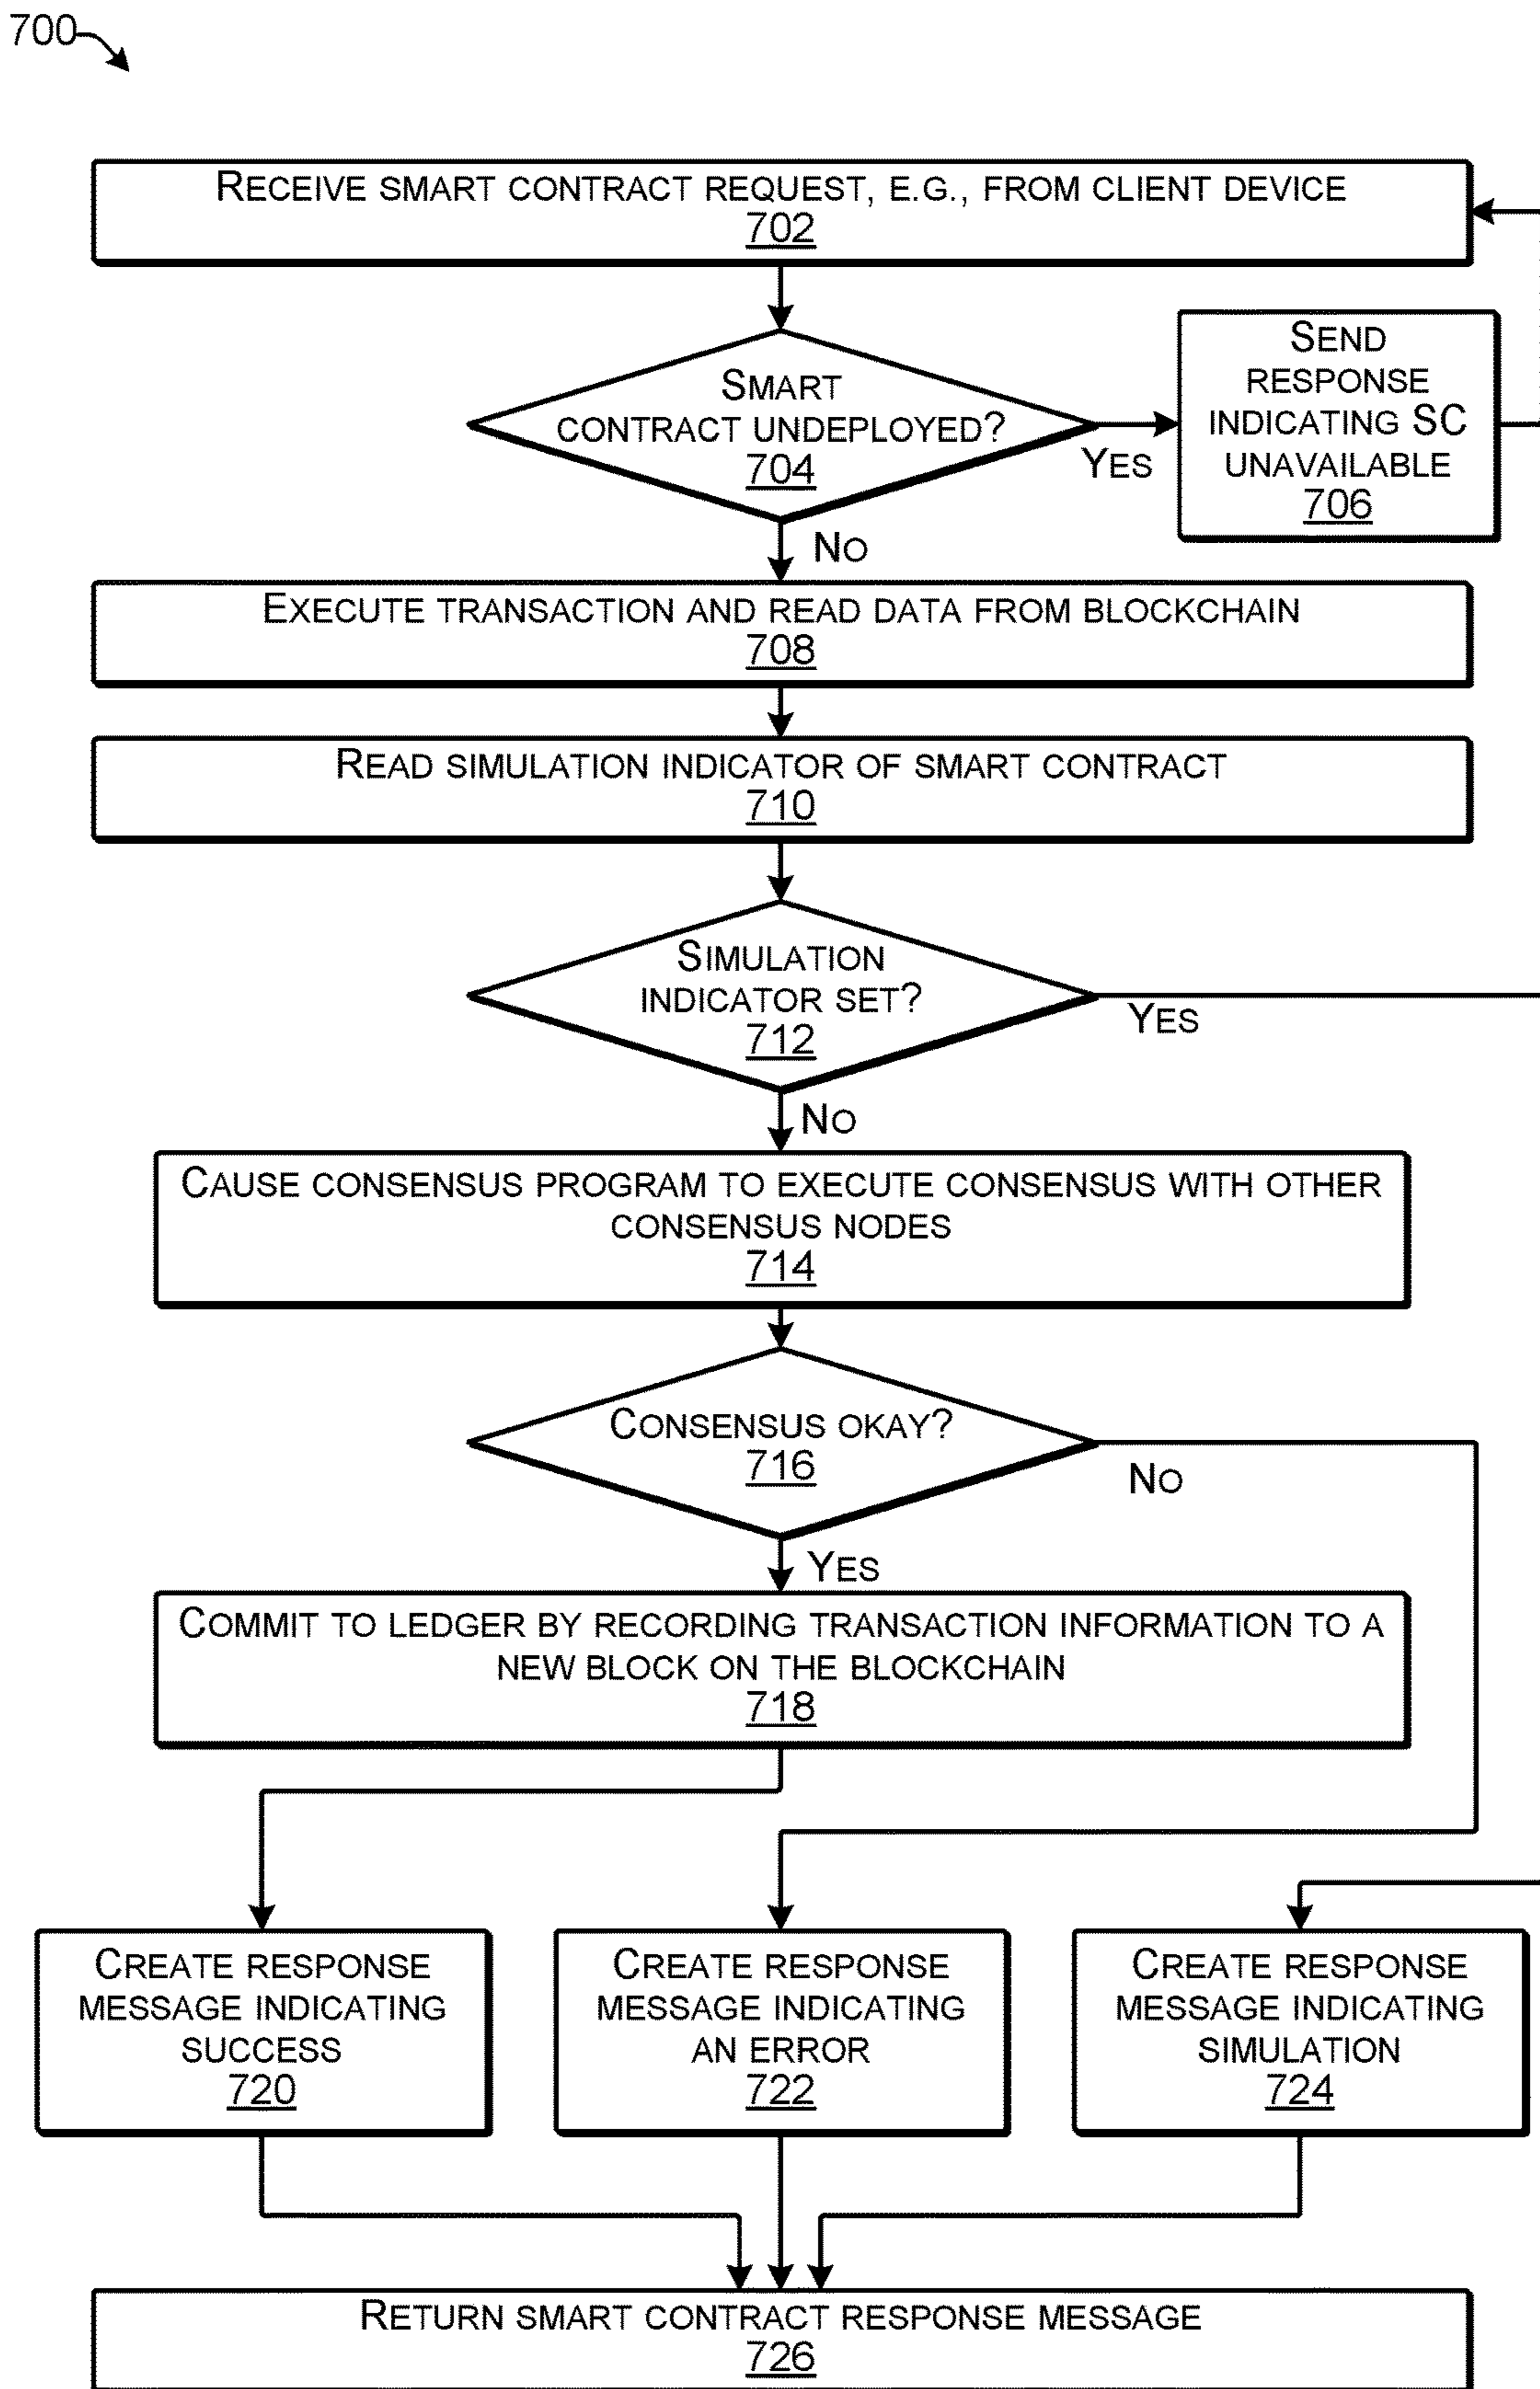 700
RECEIVE SMART CONTRACT REQUEST, E.G., FROM CLIENT DEVICE
702
SMART
CONTRACT UNDEPLOYED?
704
YES
SEND
RESPONSE
INDICATING SC
UNAVAILABLE
706
NO
EXECUTE TRANSACTION AND READ DATA FROM BLOCKCHAIN
708
READ SIMULATION INDICATOR OF SMART CONTRACT
710
SIMULATION
INDICATOR SET?
712
YES
NO
CAUSE CONSENSUS PROGRAM TO EXECUTE CONSENSUS WITH OTHER
CONSENSUS NODES
714
CONSENSUS OKAY?
716
NO
YES
COMMIT TO LEDGER BY RECORDING TRANSACTION INFORMATION TO A
NEW BLOCK ON THE BLOCKCHAIN
718
CREATE RESPONSE
MESSAGE INDICATING
SUCCESS
720
CREATE RESPONSE
MESSAGE INDICATING
AN ERROR
722
CREATE RESPONSE
MESSAGE INDICATING
SIMULATION
724
RETURN SMART CONTRACT RESPONSE MESSAGE
726